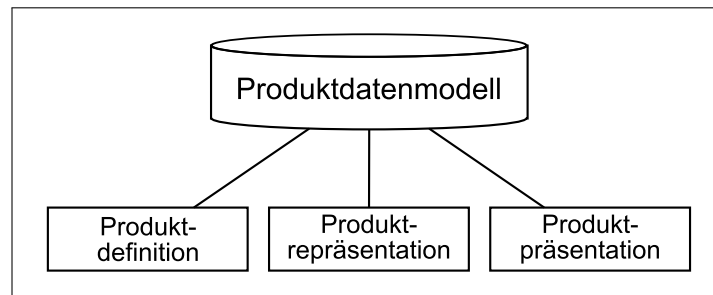 Produktdatenmodell
Produkt-
definition
Produkt-
repräsentation
Produkt-
präsentation